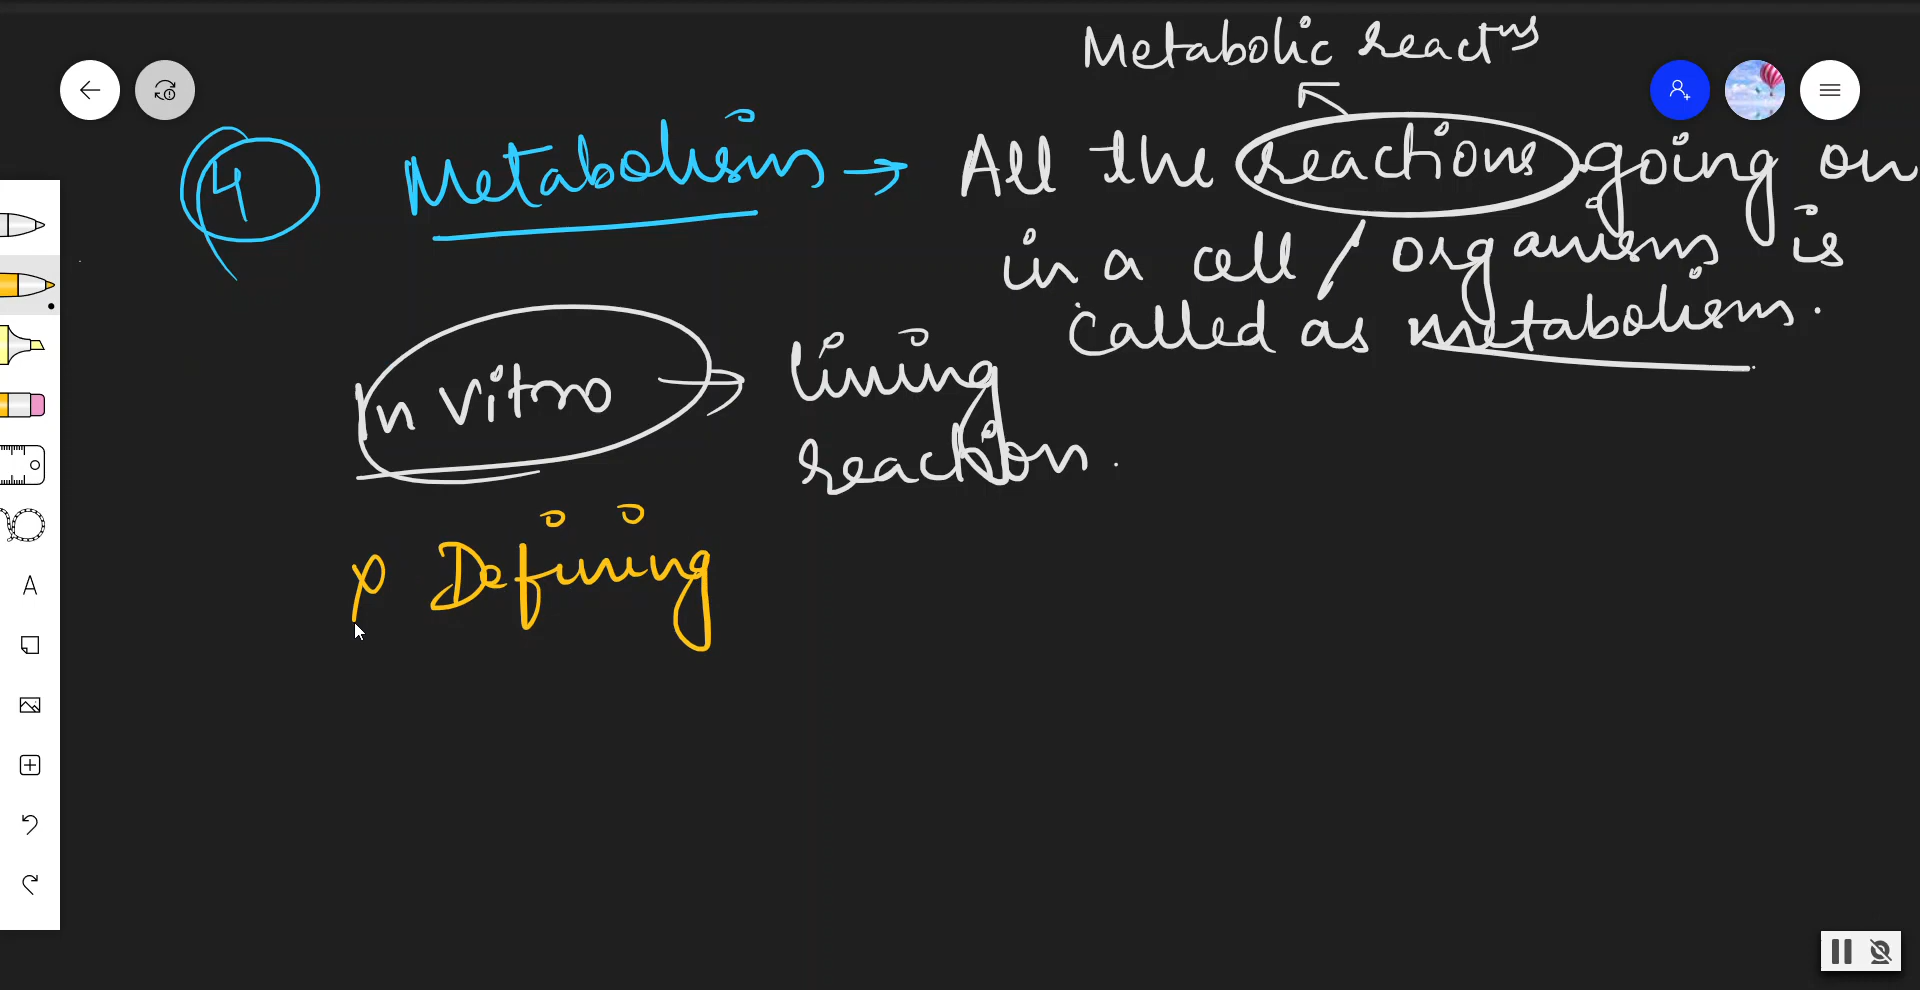 Metabolic reactns
4 Metabolism → All the reactions going on
in a cell / organism is
called as metabolism.
In vitro → living
reaction.
Defining
A